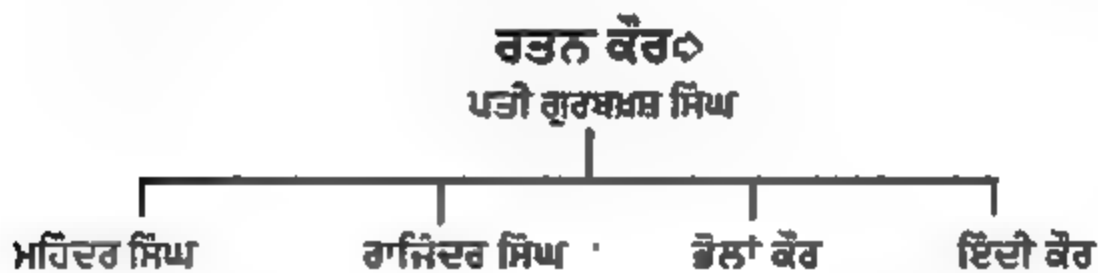 ਰਤਨ ਕੌਰ
ਪਤੀ ਗੁਰਬਖ਼ਸ਼ ਸਿੰਘ
ਮਹਿੰਦਰ ਸਿੰਘ ਰਾਜਿੰਦਰ ਸਿੰਘ ਭੋਲਾਂ ਕੌਰ ਇੰਦੀ ਕੌਰ